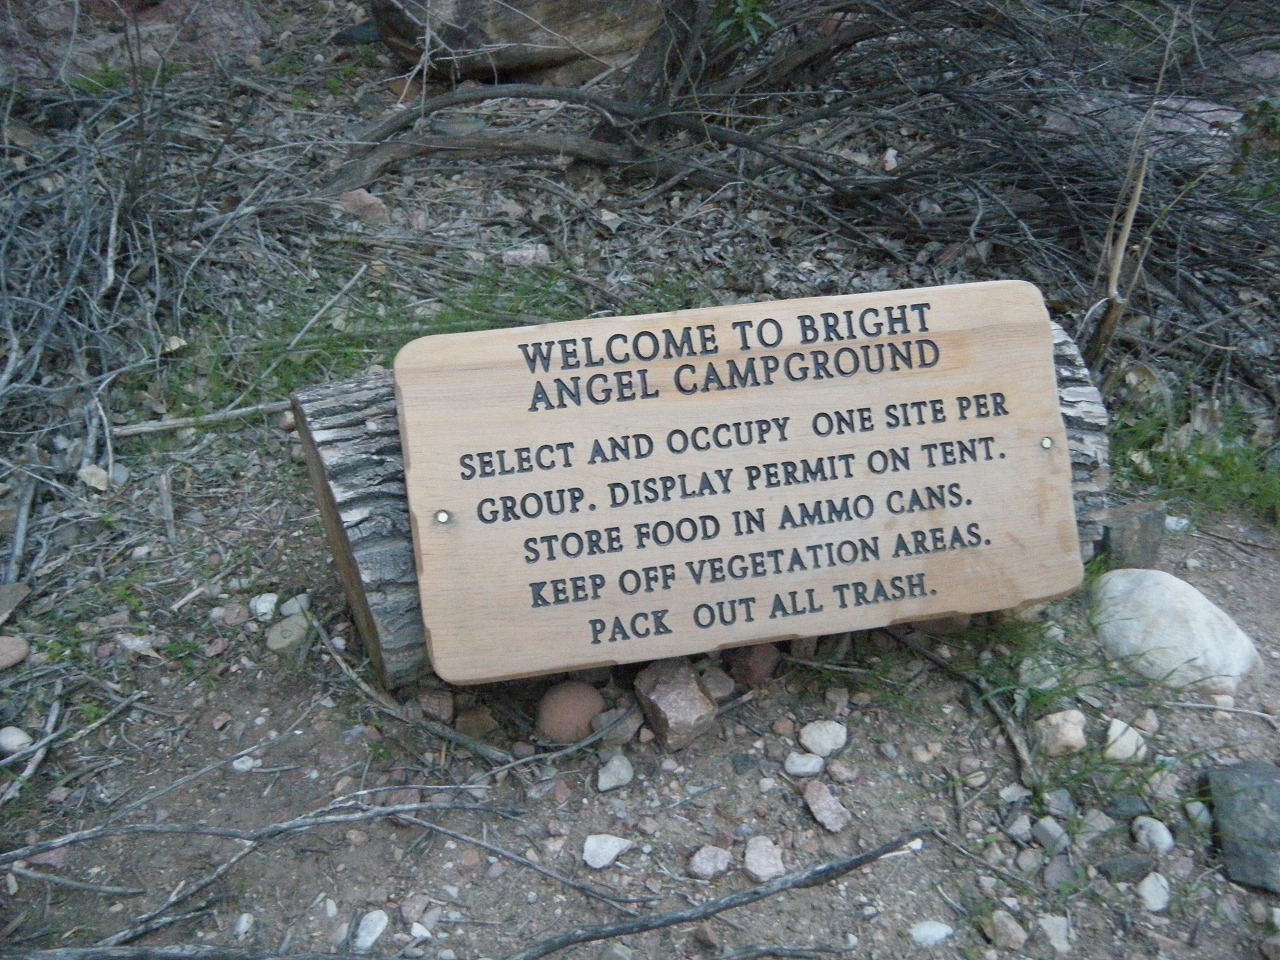 WELCOME TO BRIGHT
ANGEL CAMPGROUND
SELECT AND OCCUPY ONE SITE PER
GROUP. DISPLAY PERMIT ON TENT.
STORE FOOD IN AMMO CANS.
KEEP OFF VEGETATION AREAS.
PACK OUT ALL TRASH.